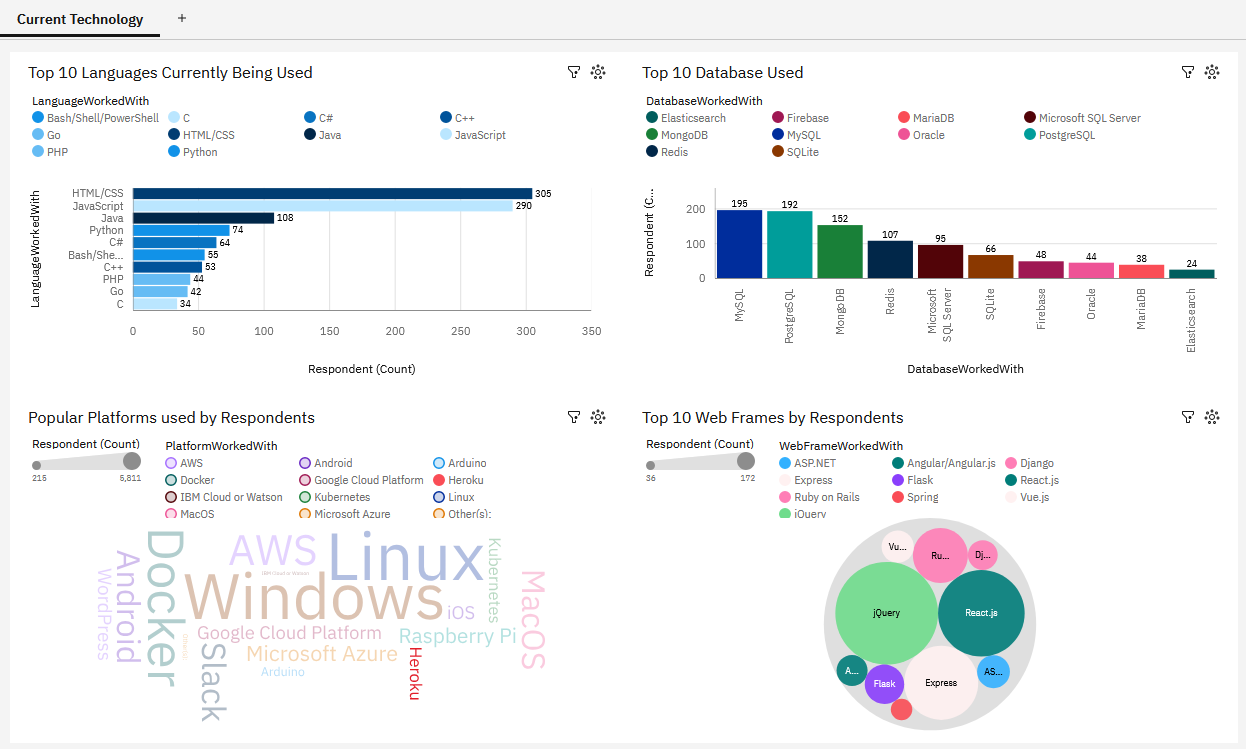 Current Technology +
Top 10 Languages Currently Being Used
LanguageWorkedWith
Bash/Shell/PowerShell C C# C++
Go HTML/CSS Java JavaScript
PHP Python
LanguageWorkedWith
HTML/CSS 305
JavaScript 290
Java 108
Python 74
C# 64
Bash/She... 55
C++ 53
PHP 44
Go 42
C 34
0 50 100 150 200 250 300 350
Respondent (Count)
Top 10 Database Used
DatabaseWorkedWith
Elasticsearch Firebase MariaDB Microsoft SQL Server
MongoDB MySQL Oracle PostgreSQL
Redis SQLite
Respondent (C...
200
100
0
195 192 152 107 95 66 48 44 38 24
MySQL PostgreSQL MongoDB Redis Microsoft SQL Server SQLite Firebase Oracle MariaDB Elasticsearch
DatabaseWorkedWith
Popular Platforms used by Respondents
Respondent (Count)
215 5,811
PlatformWorkedWith
AWS Android Arduino
Docker Google Cloud Platform Heroku
IBM Cloud or Watson Kubernetes Linux
MacOS Microsoft Azure Other(s):
WordPress
Android
Docker
AWS
Linux
Kubernetes
IBM Cloud or Watson
Windows
iOS
MacOS
Google Cloud Platform
Raspberry Pi
Slack
Microsoft Azure
Heroku
Arduino
Top 10 Web Frames by Respondents
Respondent (Count)
36 172
WebFrameWorkedWith
ASP.NET Angular/Angular.js Django
Express Flask React.js
Ruby on Rails Spring Vue.js
jQuery
Vu... Ru... Dj...
jQuery React.js
A... Flask Express AS...